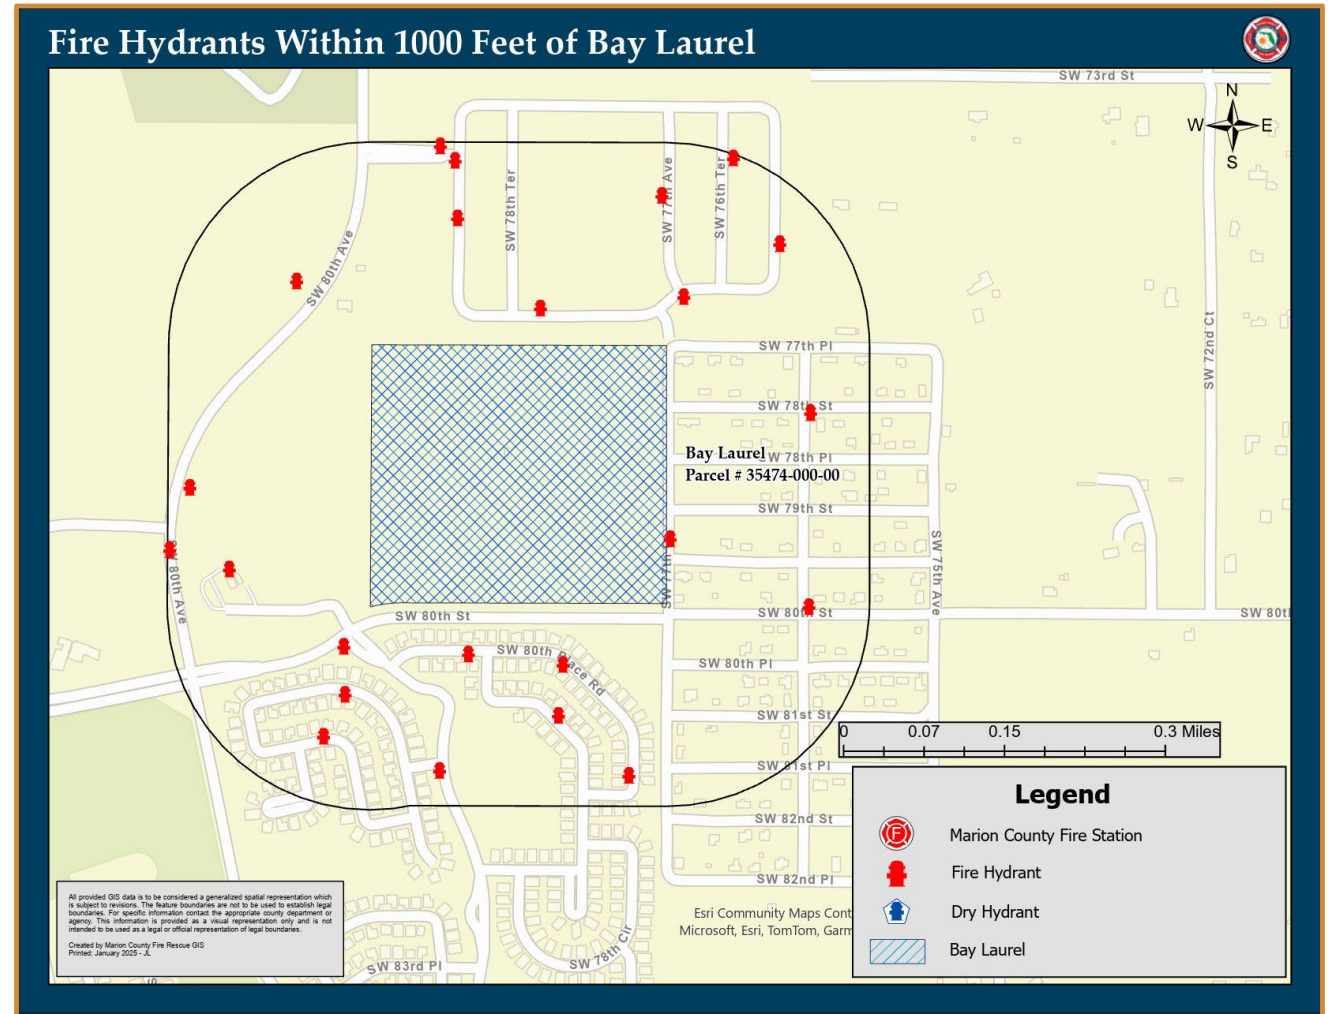 Fire Hydrants Within 1000 Feet of Bay Laurel
SW 73rd St
N
W
E
S
SW 78th Ter
SW 77th Ave
SW 76th Ter
SW 80th Ave
SW 72nd Ct
SW 77th Pl
SW 78th St
Bay Laurel
SW 78th Pl
Parcel # 35474-000-00
SW 79th St
SW 77th
SW 75th Ave
SW 80th Ave
SW 80th St
SW 80th St
SW 80t
SW 80th Place Rd
SW 80th Pl
SW 81st St
0
0.07
0.15
0.3 Miles
SW 81st Pl
SW 82nd St
SW 82nd Pl
SW 78th Cir
SW 83rd Pl
Legend
Marion County Fire Station
Fire Hydrant
Dry Hydrant
Bay Laurel
Esri Community Maps Cont
Microsoft, Esri, TomTom, Garm
All provided GIS data is to be considered a generalized spatial representation which
is subject to revisions. The feature boundaries are not to be used to establish legal
boundaries. For specific information contact the appropriate county department or
agency. This information is provided as a visual representation only and is not
intended to be used as a legal or official representation of legal boundaries.
Created by Marion County Fire Rescue GIS
Printed: January 2025 - JL